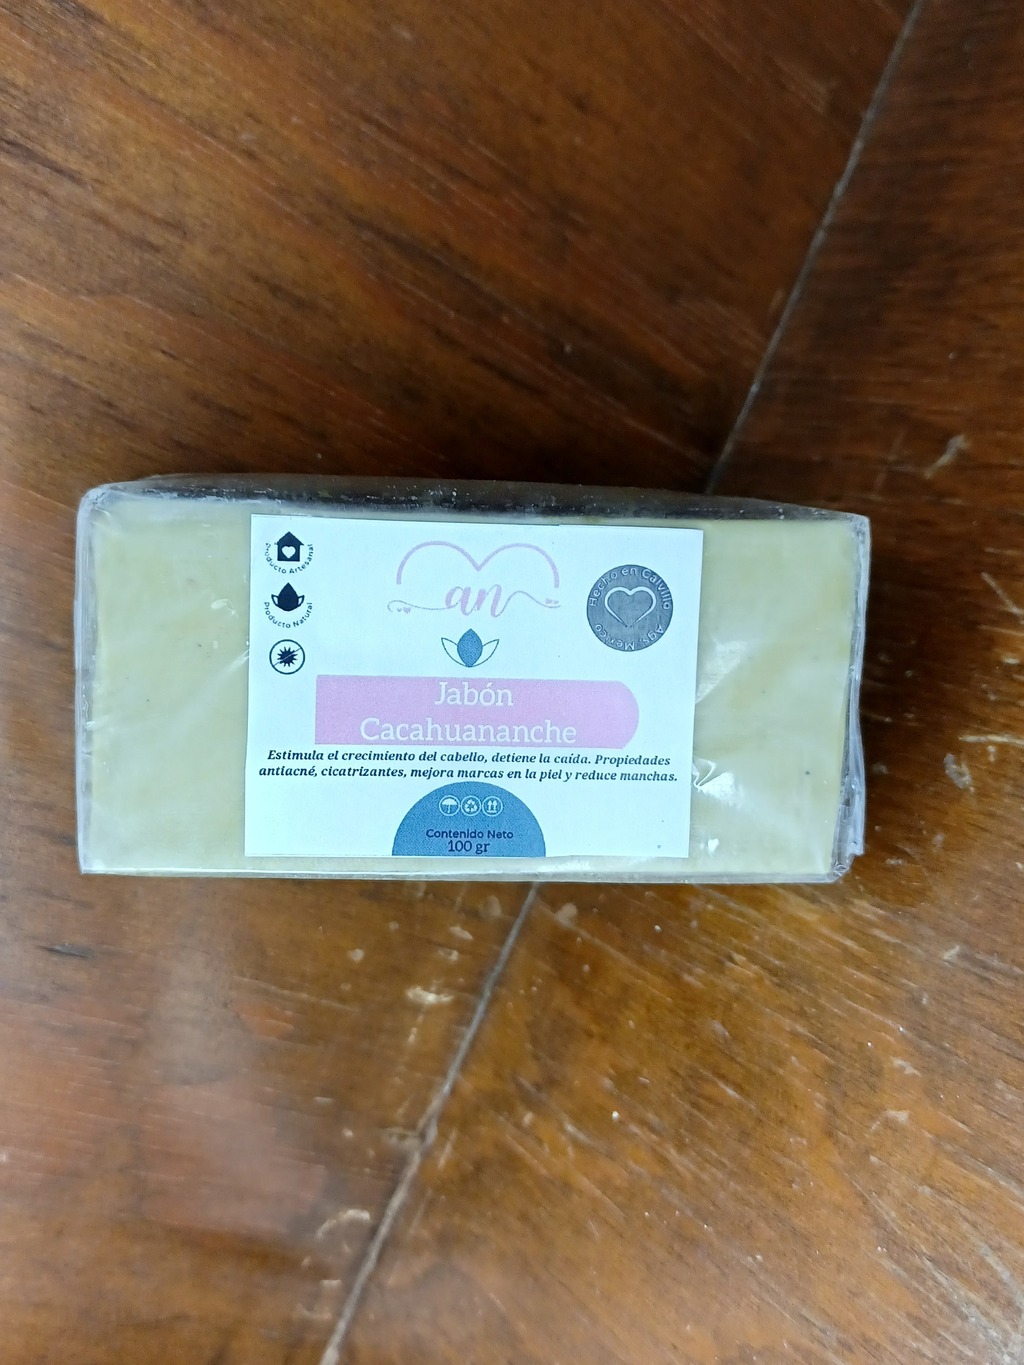 Producto Artesanal
Producto Natural
an
Hecho en Calvillo Ags. Mexico
Jabón
Cacahuananche
Estimula el crecimiento del cabello, detiene la caída. Propiedades
antiacné, cicatrizantes, mejora marcas en la piel y reduce manchas.
Contenido Neto
100 gr